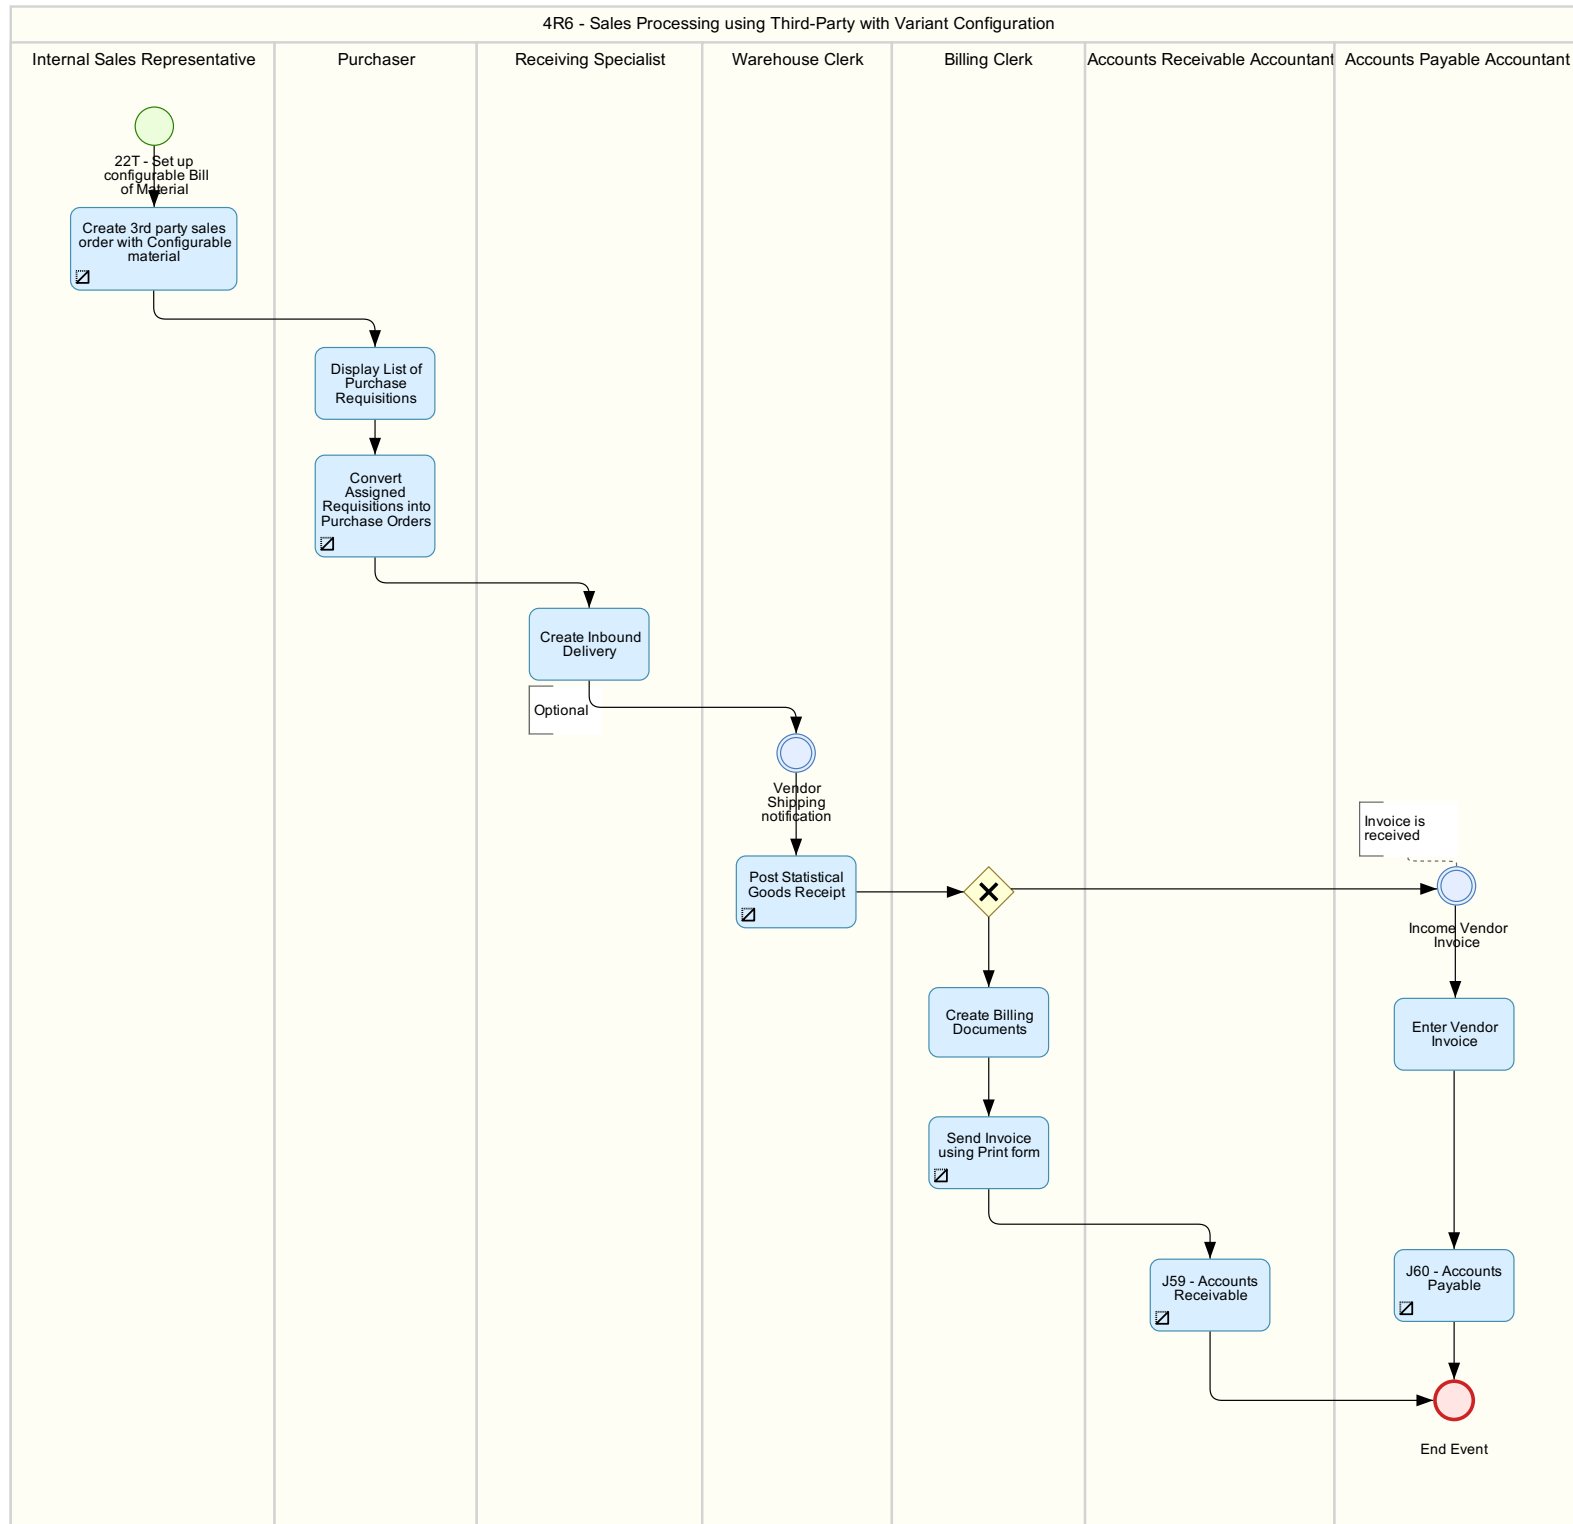 4R6 - Sales Processing using Third-Party with Variant Configuration
Internal Sales Representative
Purchaser
Receiving Specialist
Warehouse Clerk
Billing Clerk
Accounts Receivable Accountant
Accounts Payable Accountant
22T - Set up
configurable Bill
of Material
Create 3rd party sales
order with Configurable
material
Display List of
Purchase
Requisitions
Convert
Assigned
Requisitions into
Purchase Orders
Create Inbound
Delivery
Optional
Vendor
Shipping
notification
Invoice is
received
Post Statistical
Goods Receipt
Income Vendor
Invoice
Create Billing
Documents
Enter Vendor
Invoice
Send Invoice
using Print form
J59 - Accounts
Receivable
J60 - Accounts
Payable
End Event